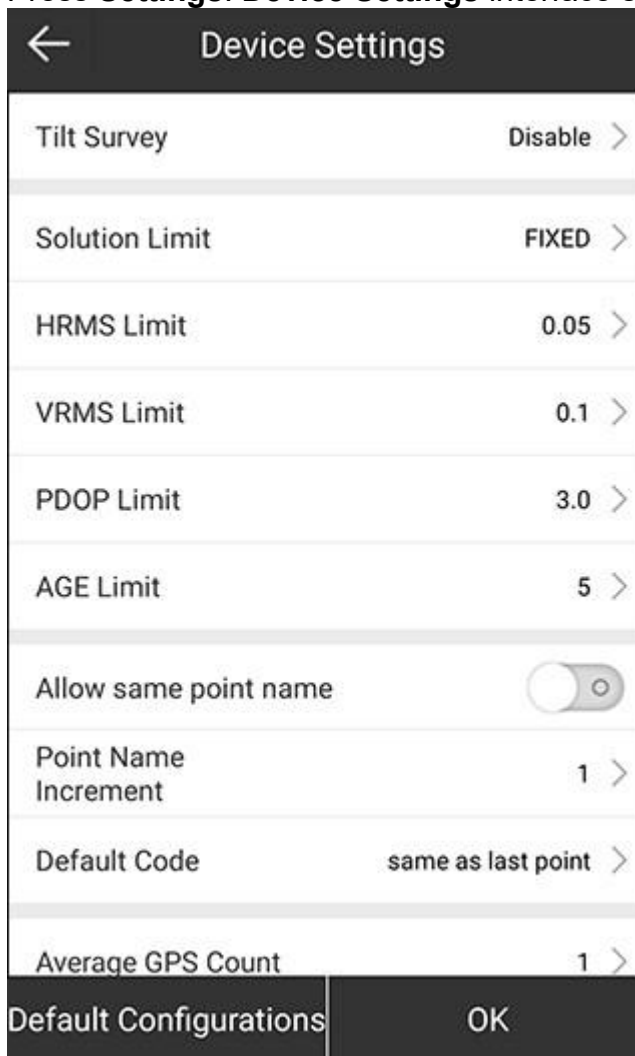 Device Settings
Tilt Survey Disable
Solution Limit FIXED
HRMS Limit 0.05
VRMS Limit 0.1
PDOP Limit 3.0
AGE Limit 5
Allow same point name
Point Name
Increment 1
Default Code same as last point
Average GPS Count 1
Default Configurations OK